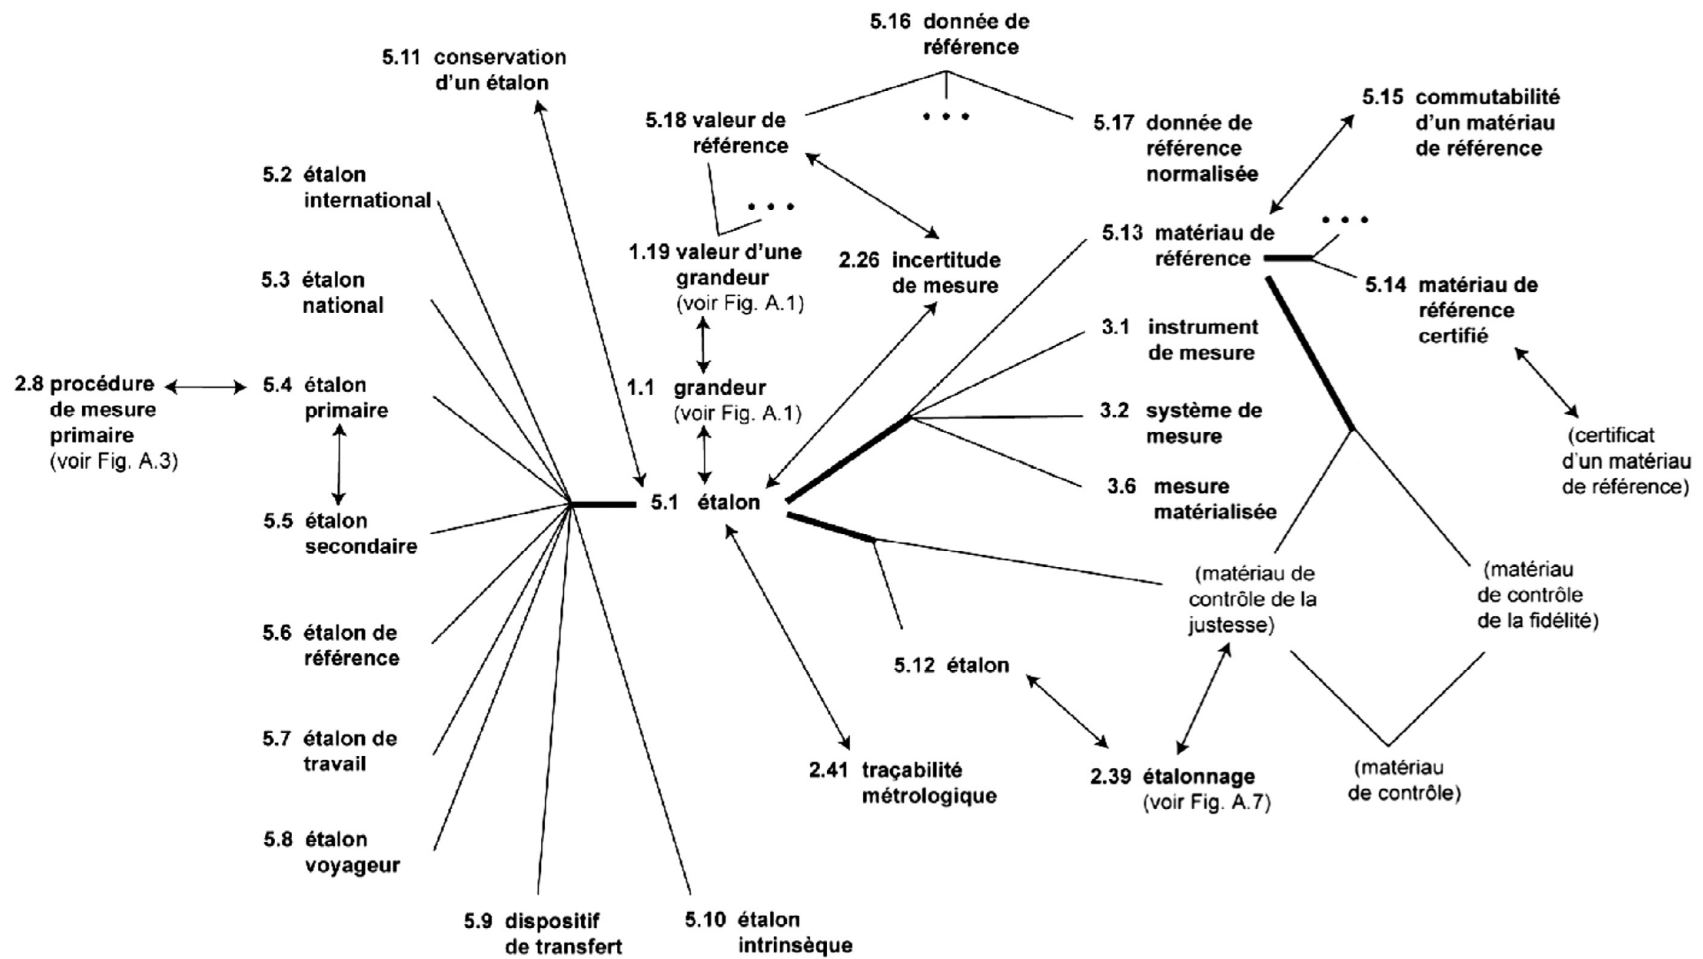 5.16 donnée de
référence
5.11 conservation
d'un étalon
5.18 valeur de
référence
5.17 donnée de
référence
normalisée
5.15 commutabilité
d'un matériau
de référence
5.2 étalon
international
5.13 matériau de
référence
1.19 valeur d'une
grandeur
(voir Fig. A.1)
2.26 incertitude
de mesure
5.3 étalon
national
5.14 matériau de
référence
certifié
3.1 instrument
de mesure
2.8 procédure
de mesure
primaire
(voir Fig. A.3)
5.4 étalon
primaire
1.1 grandeur
(voir Fig. A.1)
3.2 système de
mesure
(certificat
d'un matériau
de référence)
5.1 étalon
3.6 mesure
matérialisée
5.5 étalon
secondaire
(matériau de
contrôle de la
justesse)
(matériau
de contrôle
de la fidélité)
5.6 étalon de
référence
5.12 étalon
5.7 étalon de
travail
2.41 traçabilité
métrologique
2.39 étalonnage
(voir Fig. A.7)
(matériau
de contrôle)
5.8 étalon
voyageur
5.9 dispositif
de transfert
5.10 étalon
intrinsèque